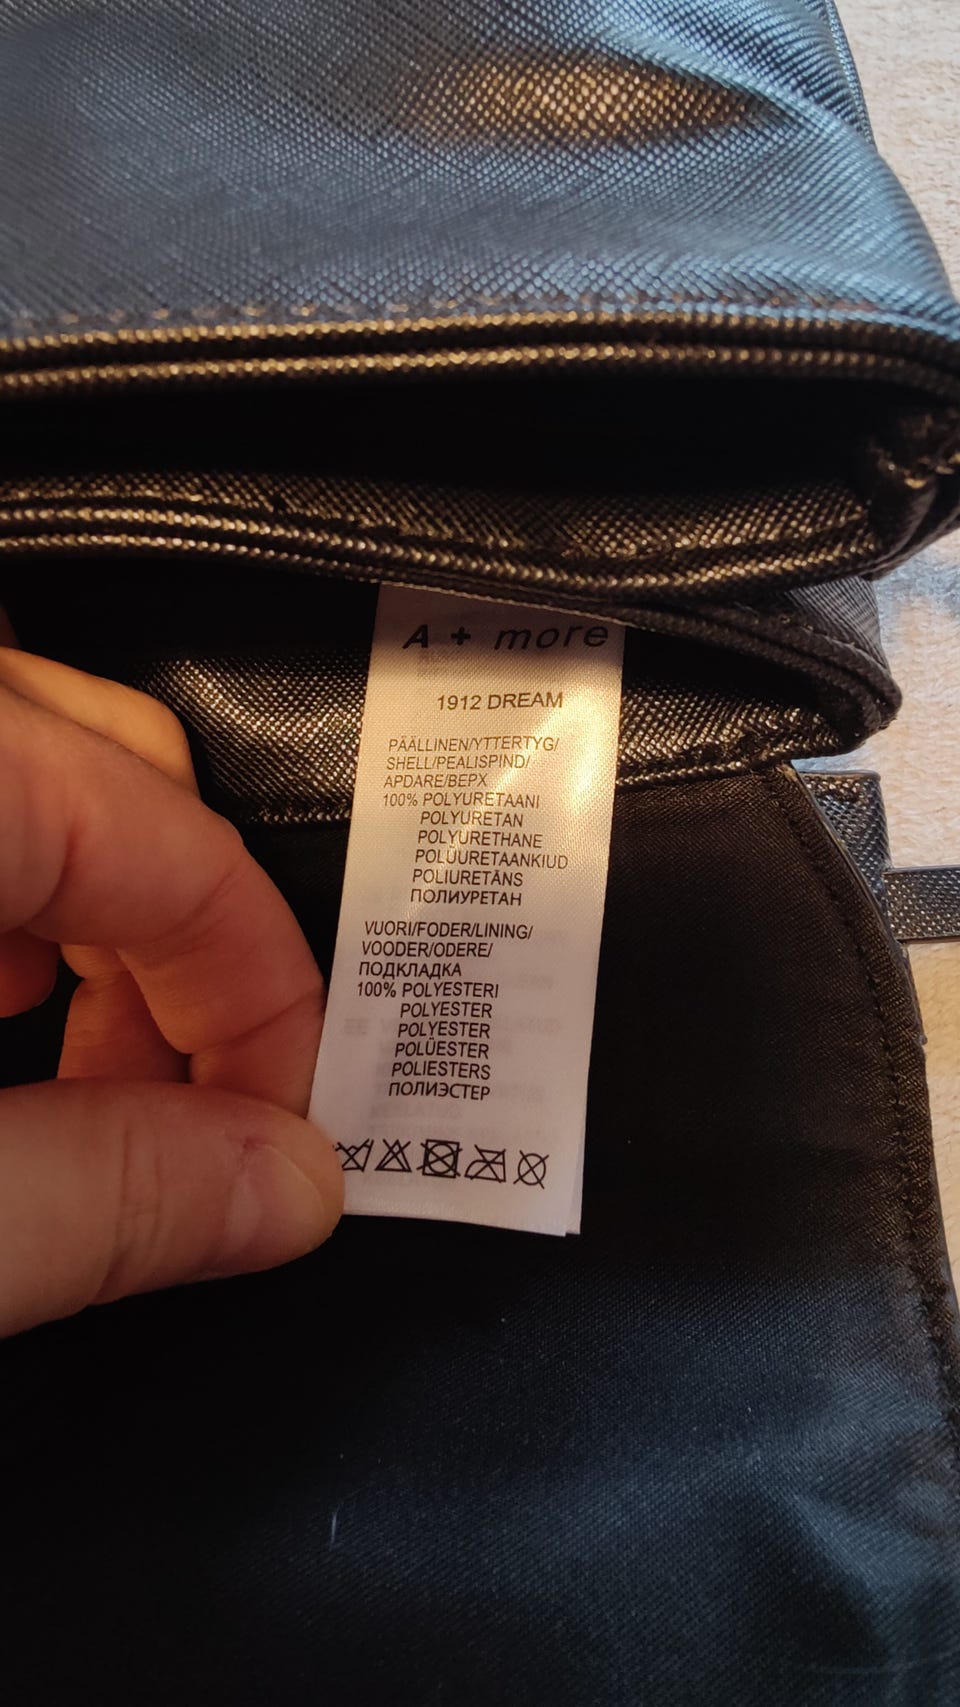 A + more
1912 DREAM
PÄÄLLINEN/YTTERTYG/
SHELL/PEALISPIND/
APDARE/ВЕРХ
100% POLYURETAANI
POLYURETAN
POLYURETHANE
POLÜURETAANKIUD
POLIURETĀNS
ПОЛИУРЕТАН
VUORI/FODER/LINING/
VOODER/ODERE/
ПОДКЛАДКА
100% POLYESTERI
POLYESTER
POLYESTER
POLÜESTER
POLIESTERS
ПОЛИЭСТЕР